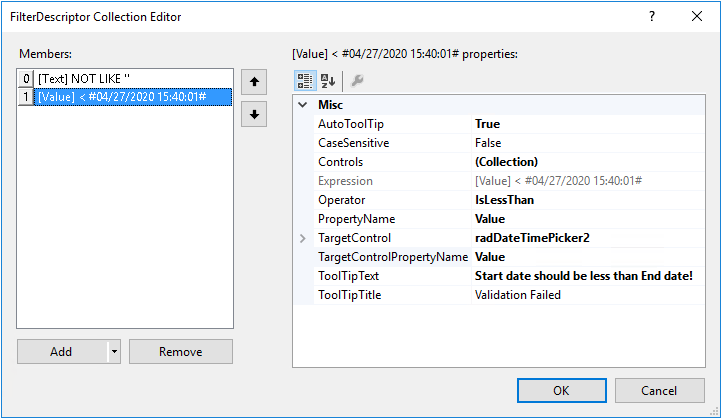 FilterDescriptor Collection Editor
?
Members:
0 [Text] NOT LIKE ''
1 [Value] < #04/27/2020 15:40:01#
Add
Remove
[Value] < #04/27/2020 15:40:01# properties:
A
Z
Misc
AutoToolTip True
CaseSensitive False
Controls (Collection)
Expression [Value] < #04/27/2020 15:40:01#
Operator IsLessThan
PropertyName Value
TargetControl radDateTimePicker2
TargetControlPropertyName Value
ToolTipText Start date should be less than End date!
ToolTipTitle Validation Failed
OK
Cancel